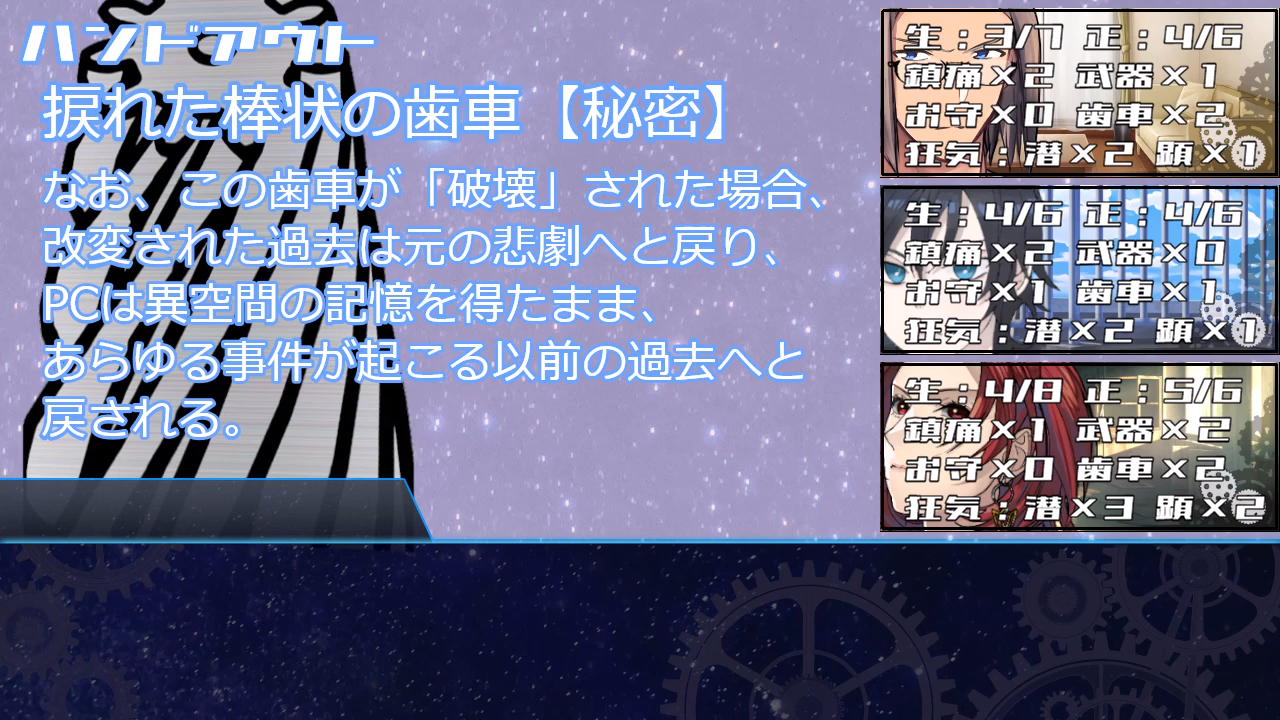 ハンドアウト
捩れた棒状の歯車【秘密】
なお、この歯車が「破壊」された場合、
改変された過去は元の悲劇へと戻り、
PCは異空間の記憶を得たまま、
あらゆる事件が起こる以前の過去へと
戻される。
生：3/7 正：4/6
鎮痛×2 武器×1
お守×0 歯車×2
狂気：潜×2 顕×1
生：4/6 正：4/6
鎮痛×2 武器×0
お守×1 歯車×1
狂気：潜×2 顕×1
生：4/8 正：5/6
鎮痛×1 武器×2
お守×0 歯車×2
狂気：潜×3 顕×2